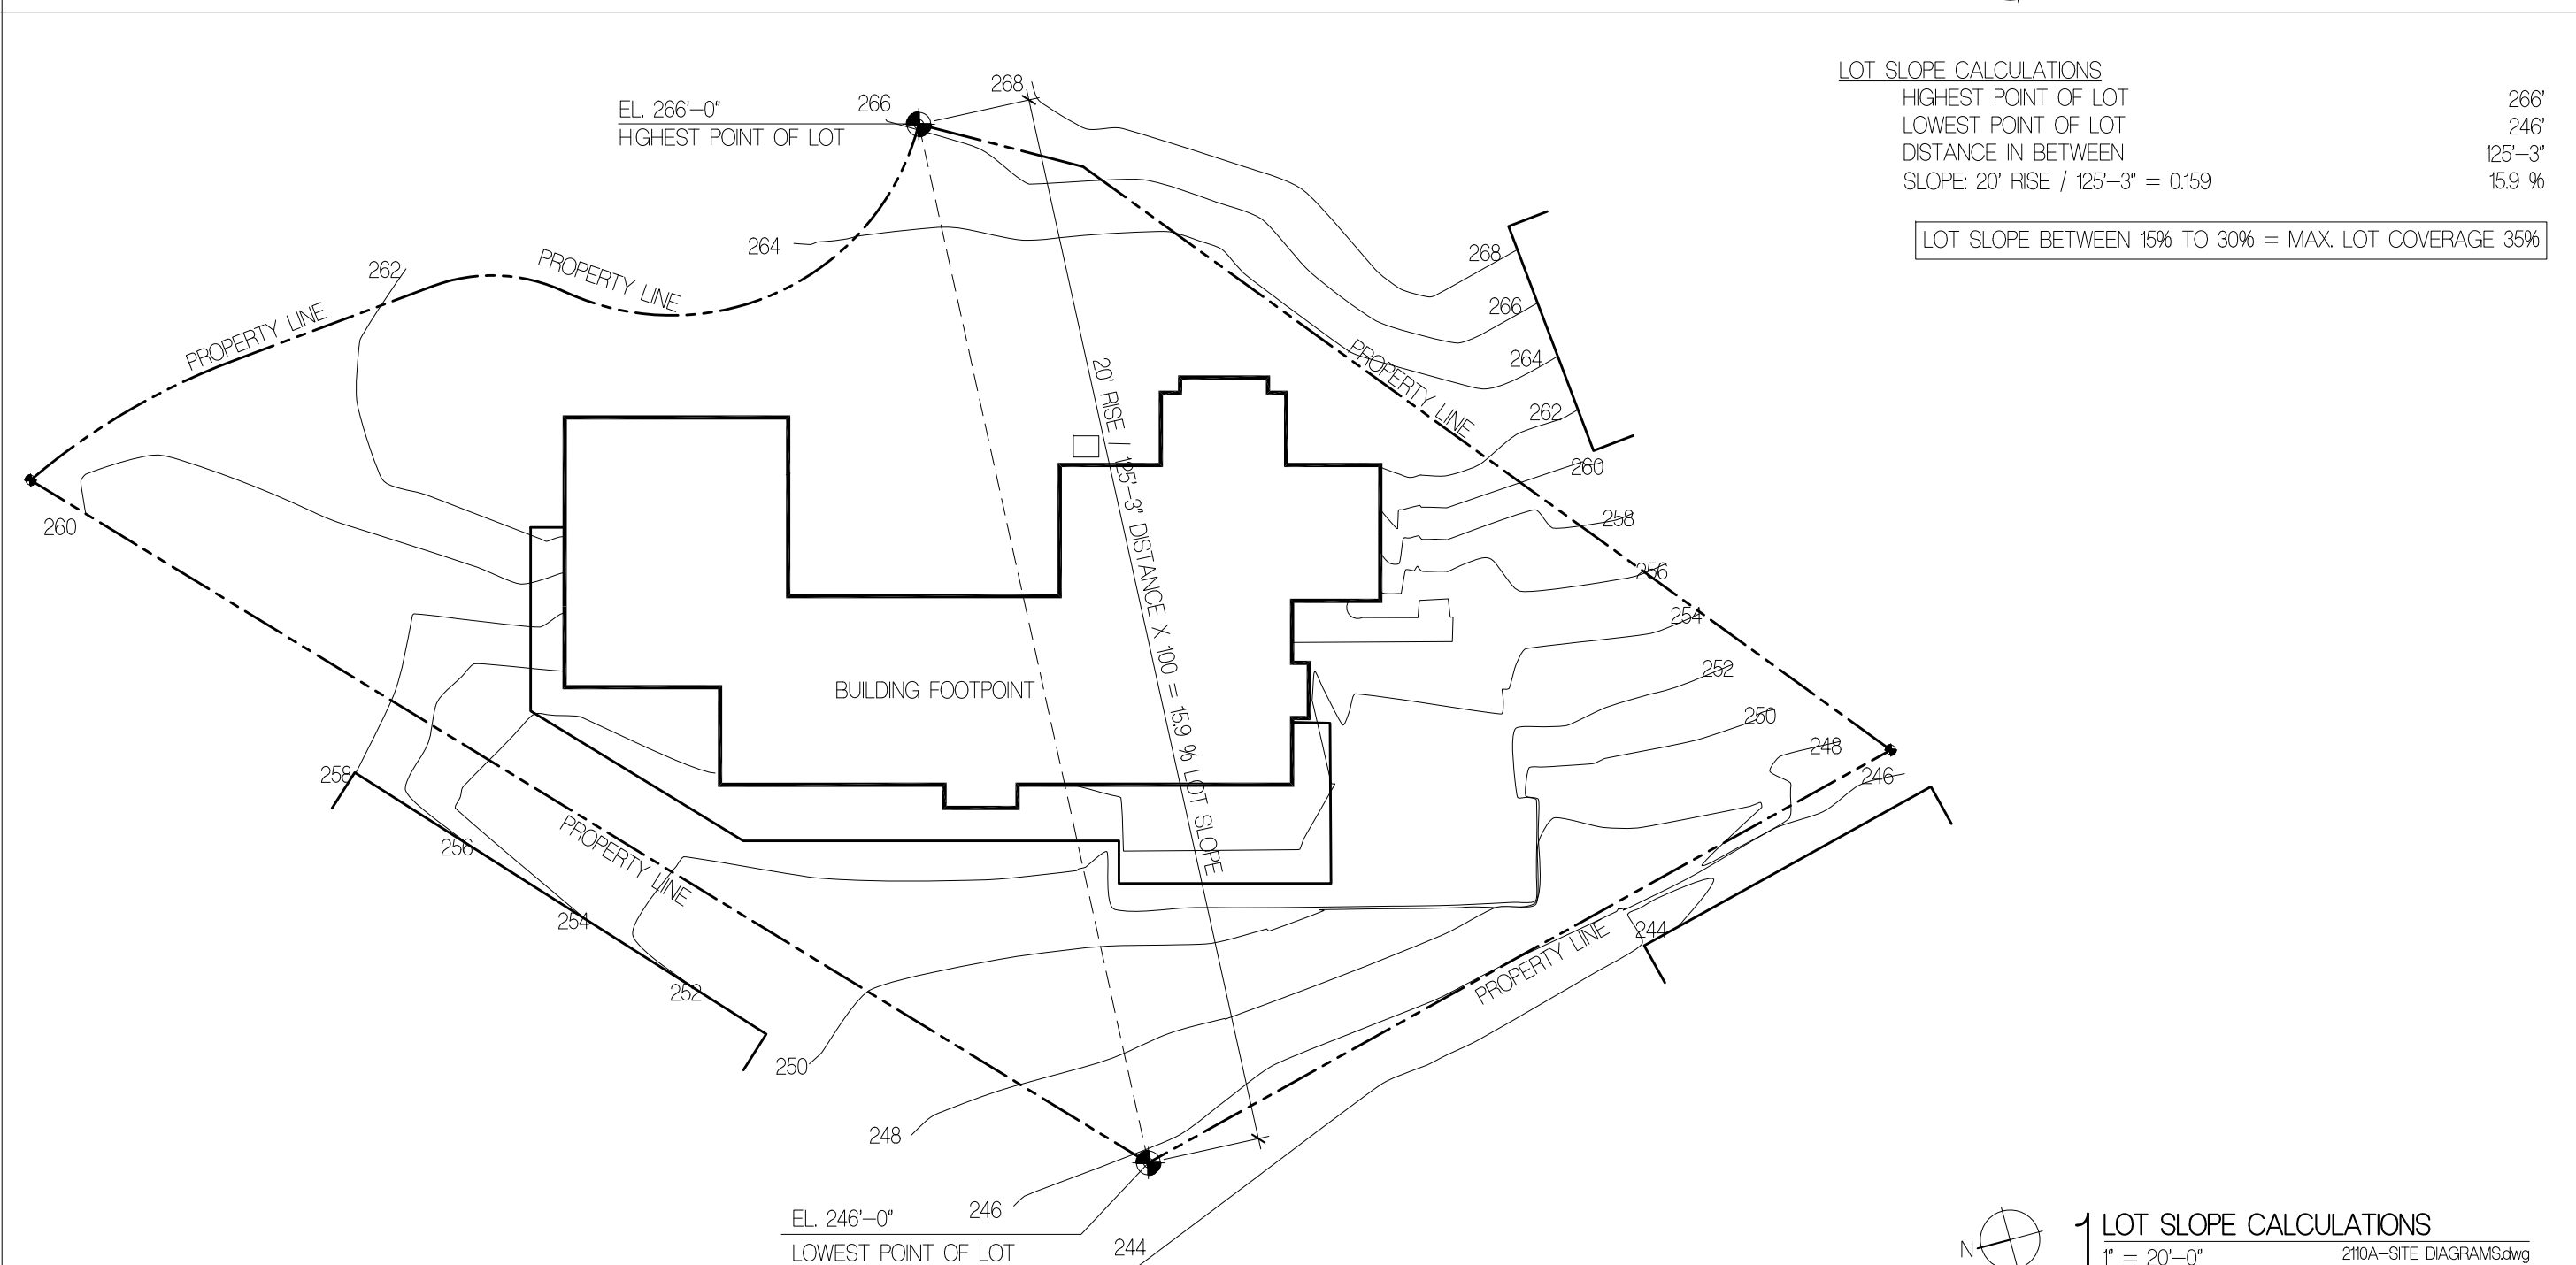 LOT SLOPE CALCULATIONS
HIGHEST POINT OF LOT 266'
LOWEST POINT OF LOT 246'
DISTANCE IN BETWEEN 125'-3"
SLOPE: 20' RISE / 125'-3" = 0.159 15.9 %
LOT SLOPE BETWEEN 15% TO 30% = MAX. LOT COVERAGE 35%
EL. 266'-0"
HIGHEST POINT OF LOT
266
268
264
262
PROPERTY LINE
PROPERTY LINE
PROPERTY LINE
268
266
264
262
260
258
256
254
252
250
248
246
244
260
258
256
254
252
250
248
246
244
20' RISE / 125'-3" DISTANCE X 100 = 15.9 % LOT SLOPE
BUILDING FOOTPOINT
PROPERTY LINE
PROPERTY LINE
EL. 246'-0"
LOWEST POINT OF LOT
N
1 LOT SLOPE CALCULATIONS
1" = 20'-0" 2110A-SITE DIAGRAMS.dwg